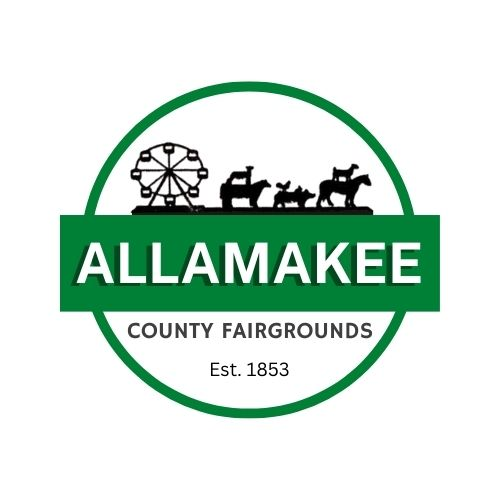 ALLAMAKEE
COUNTY FAIRGROUNDS
Est. 1853